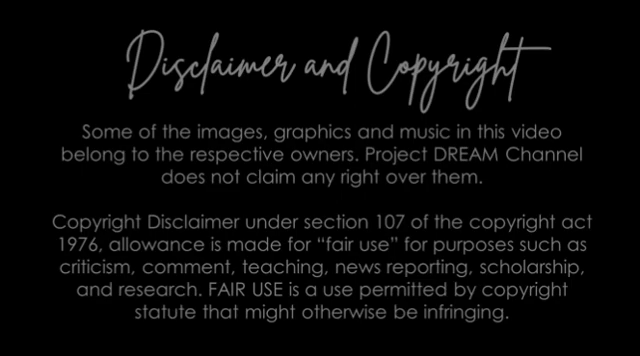 Disclaimer and Copyright
Some of the images, graphics and music in this video
belong to the respective owners. Project DREAM Channel
does not claim any right over them.
Copyright Disclaimer under section 107 of the copyright act
1976, allowance is made for “fair use” for purposes such as
criticism, comment, teaching, news reporting, scholarship,
and research. FAIR USE is a use permitted by copyright
statute that might otherwise be infringing.